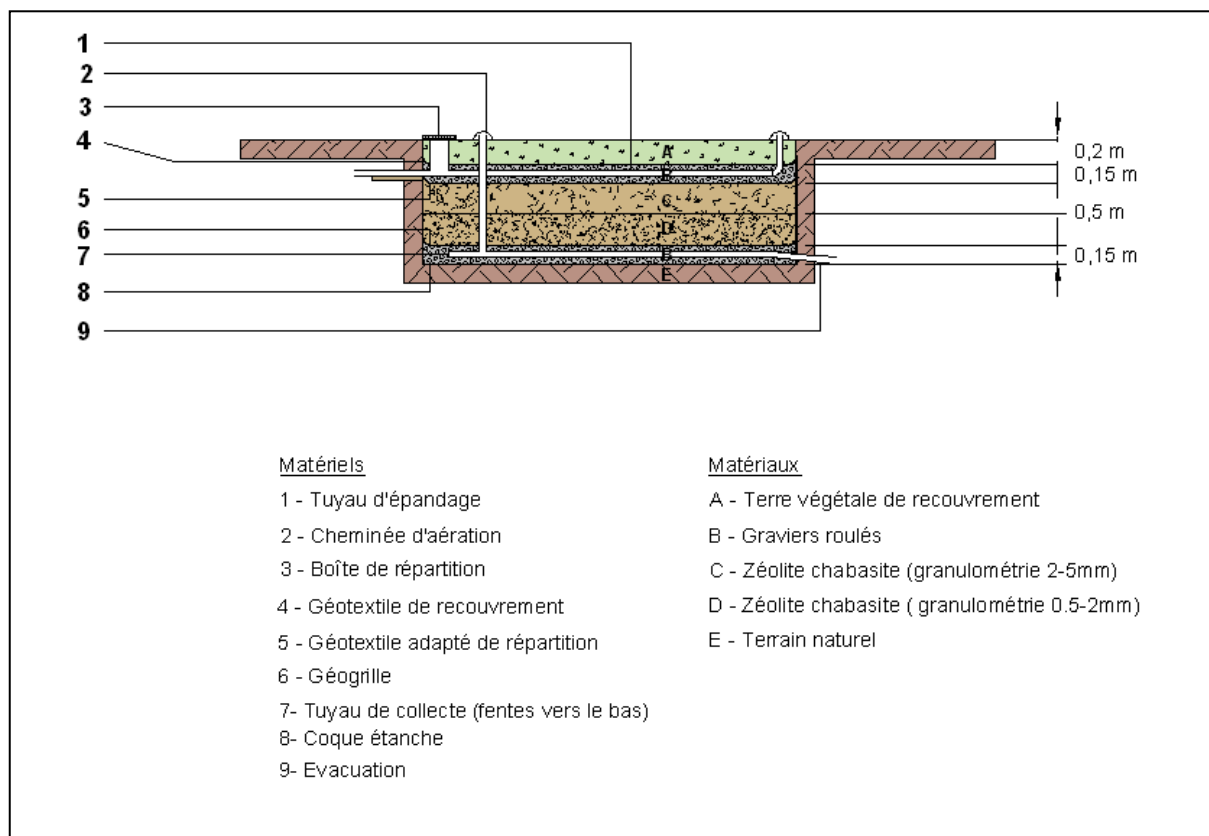 1
2
3
4
5
6
7
8
9
A
B
C
D
B
E
0,2 m
0,15 m
0,5 m
0,15 m
Matériels
1 - Tuyau d'épandage
2 - Cheminée d'aération
3 - Boîte de répartition
4 - Géotextile de recouvrement
5 - Géotextile adapté de répartition
6 - Géogrille
7- Tuyau de collecte (fentes vers le bas)
8- Coque étanche
9- Evacuation
Matériaux
A - Terre végétale de recouvrement
B - Graviers roulés
C - Zéolite chabasite (granulométrie 2-5mm)
D - Zéolite chabasite ( granulométrie 0.5-2mm)
E - Terrain naturel